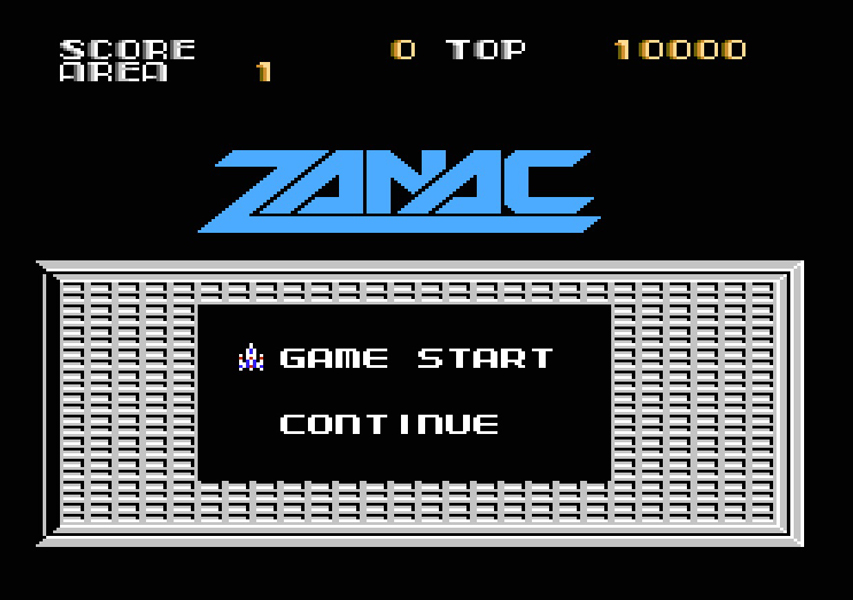 SCORE 0 TOP 10000
AREA 1
ZANAC
GAME START
CONTINUE